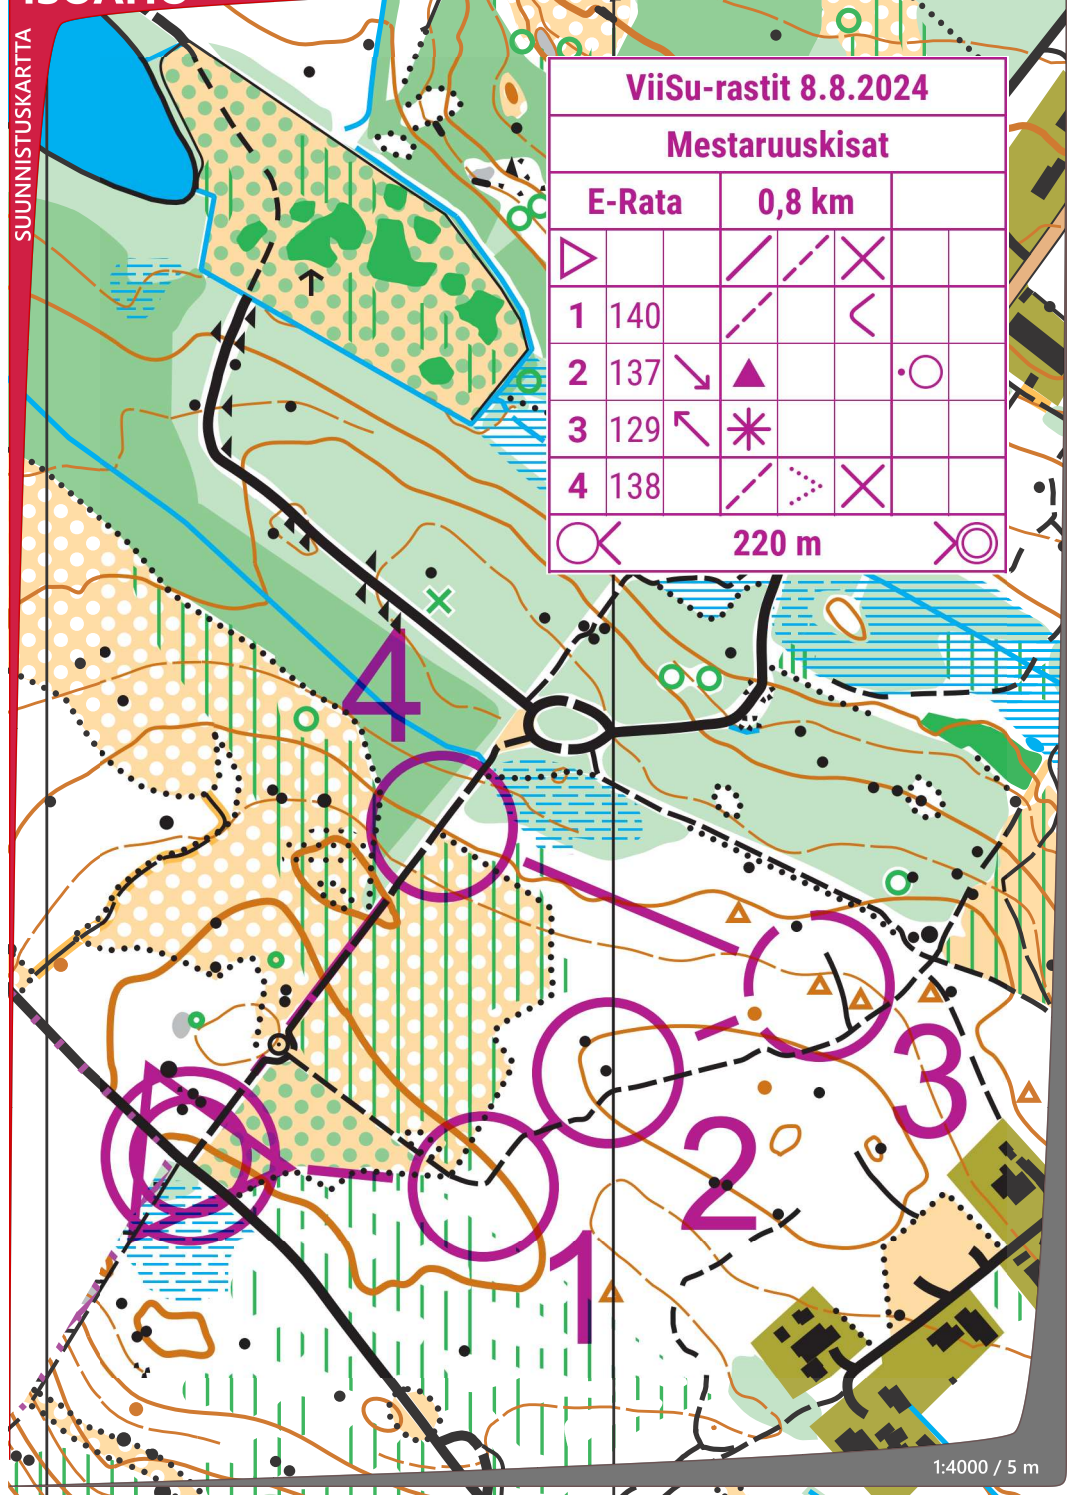 SUUNNISTUSKARTTA
ViiSu-rastit 8.8.2024
Mestaruuskisat
E-Rata 0,8 km
1 140
2 137
3 129
4 138
220 m
4
3
2
1
1:4000 / 5 m